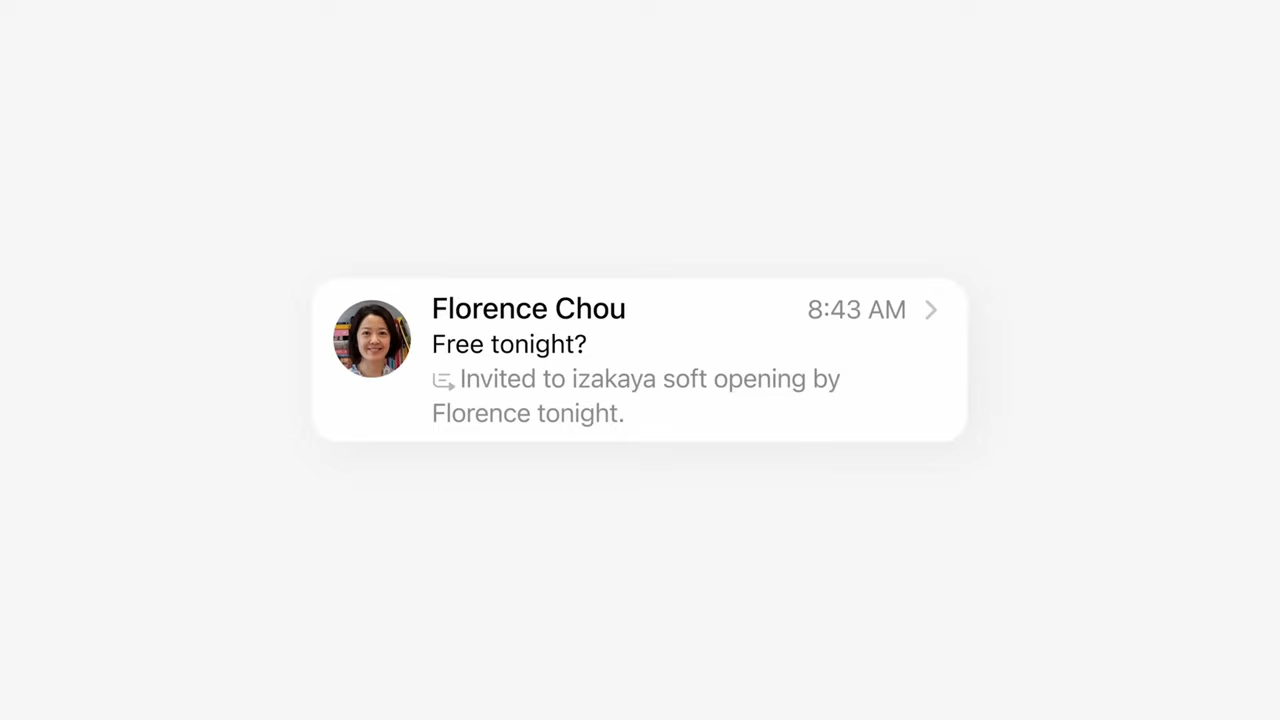 Florence Chou 8:43 AM
Free tonight?
Invited to izakaya soft opening by
Florence tonight.